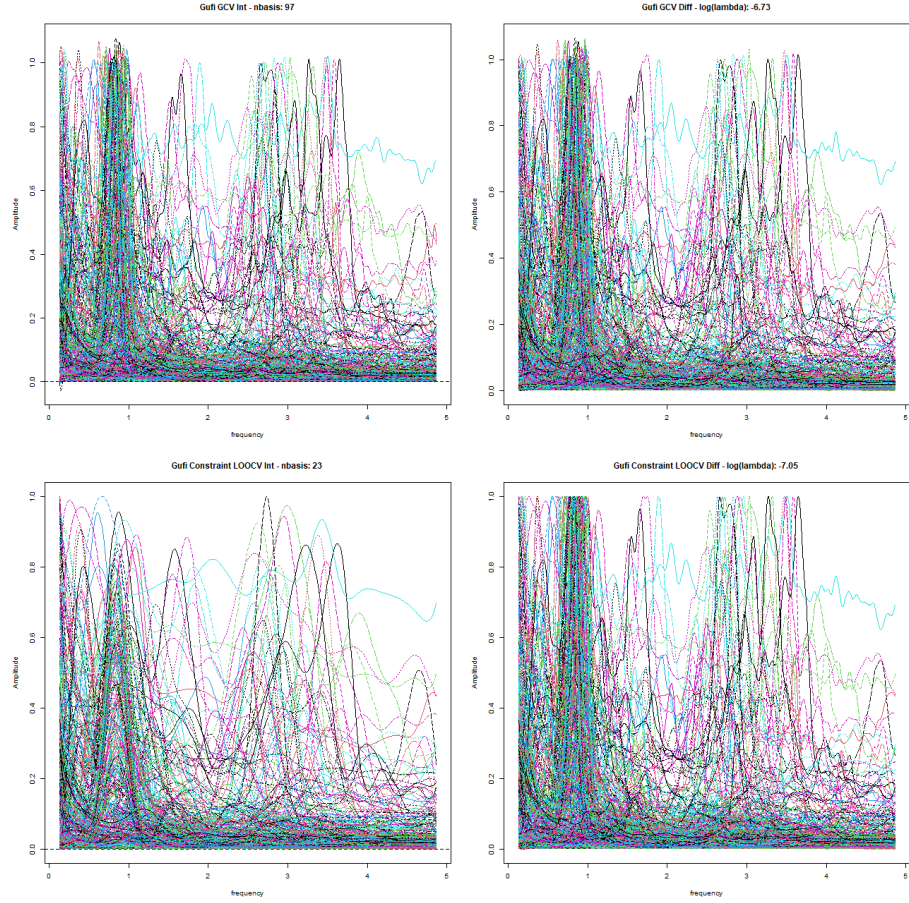 Gufi GCV Int - nbasis: 97
Amplitude
1.0
0.8
0.6
0.4
0.2
0.0
0 1 2 3 4 5
frequency
Gufi GCV Diff - log(lambda): -6.73
Amplitude
1.0
0.8
0.6
0.4
0.2
0.0
0 1 2 3 4 5
frequency
Gufi Constraint LOOCV Int - nbasis: 23
Amplitude
1.0
0.8
0.6
0.4
0.2
0.0
0 1 2 3 4 5
frequency
Gufi Constraint LOOCV Diff - log(lambda): -7.05
Amplitude
1.0
0.8
0.6
0.4
0.2
0.0
0 1 2 3 4 5
frequency